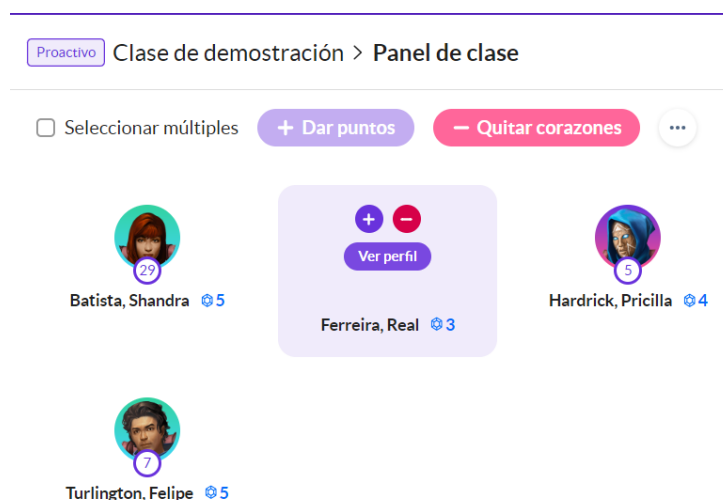 Proactivo Clase de demostración > Panel de clase
Seleccionar múltiples + Dar puntos − Quitar corazones ...
Ver perfil
29 5
Batista, Shandra 5 Ferreira, Real 3 Hardrick, Pricilla 4
7
Turlington, Felipe 5